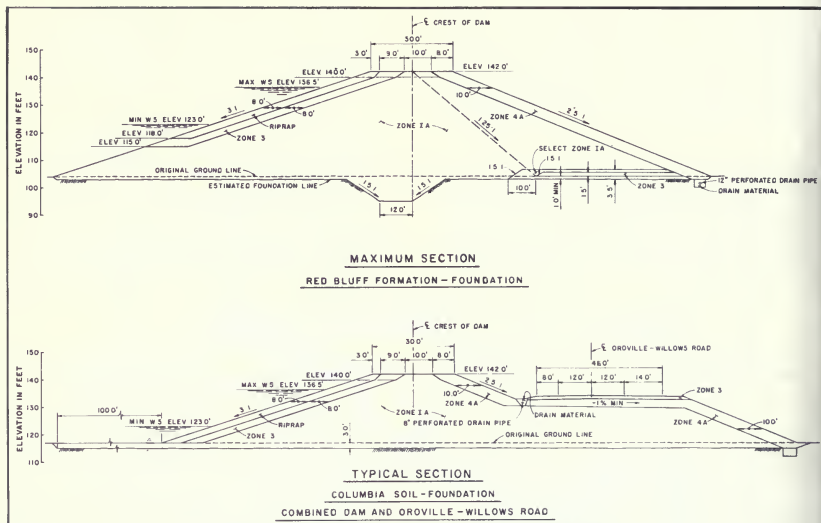 ℄ CREST OF DAM
30.0'
3.0' 9.0' 10.0' 8.0'
ELEV 140.0' ELEV 142.0'
MAX WS ELEV 136.5'
MIN W S ELEV 123.0'
ELEV 118.0'
ELEV 115.0'
3:1
8.0'
8.0'
RIPRAP
ZONE 3
ZONE 1A
10.0'
ZONE 4A
2.5:1
1.25:1
SELECT ZONE 1A
1.5:1
1.5:1
ORIGINAL GROUND LINE
ESTIMATED FOUNDATION LINE
1.5:1
1.5:1
12.0'
10.0'
1.0' MIN
1.5'
3.5'
ZONE 3
12" PERFORATED DRAIN PIPE
DRAIN MATERIAL
ELEVATION IN FEET
150
140
130
120
110
100
90
MAXIMUM SECTION
RED BLUFF FORMATION - FOUNDATION
℄ CREST OF DAM
30.0'
3.0' 9.0' 10.0' 8.0'
℄ OROVILLE - WILLOWS ROAD
46.0'
8.0' 12.0' 12.0' 14.0'
ELEV 140.0' ELEV 142.0'
MAX W S ELEV 136.5'
MIN W S ELEV 123.0'
100.0'
3:1
8.0'
8.0'
RIPRAP
ZONE 3
3.0'
ZONE 1A
10.0'
ZONE 4A
2.5:1
8" PERFORATED DRAIN PIPE
DRAIN MATERIAL
1% MIN
ZONE 3
ZONE 4A
10.0'
ORIGINAL GROUND LINE
ELEVATION IN FEET
150
140
130
120
110
TYPICAL SECTION
COLUMBIA SOIL - FOUNDATION
COMBINED DAM AND OROVILLE - WILLOWS ROAD